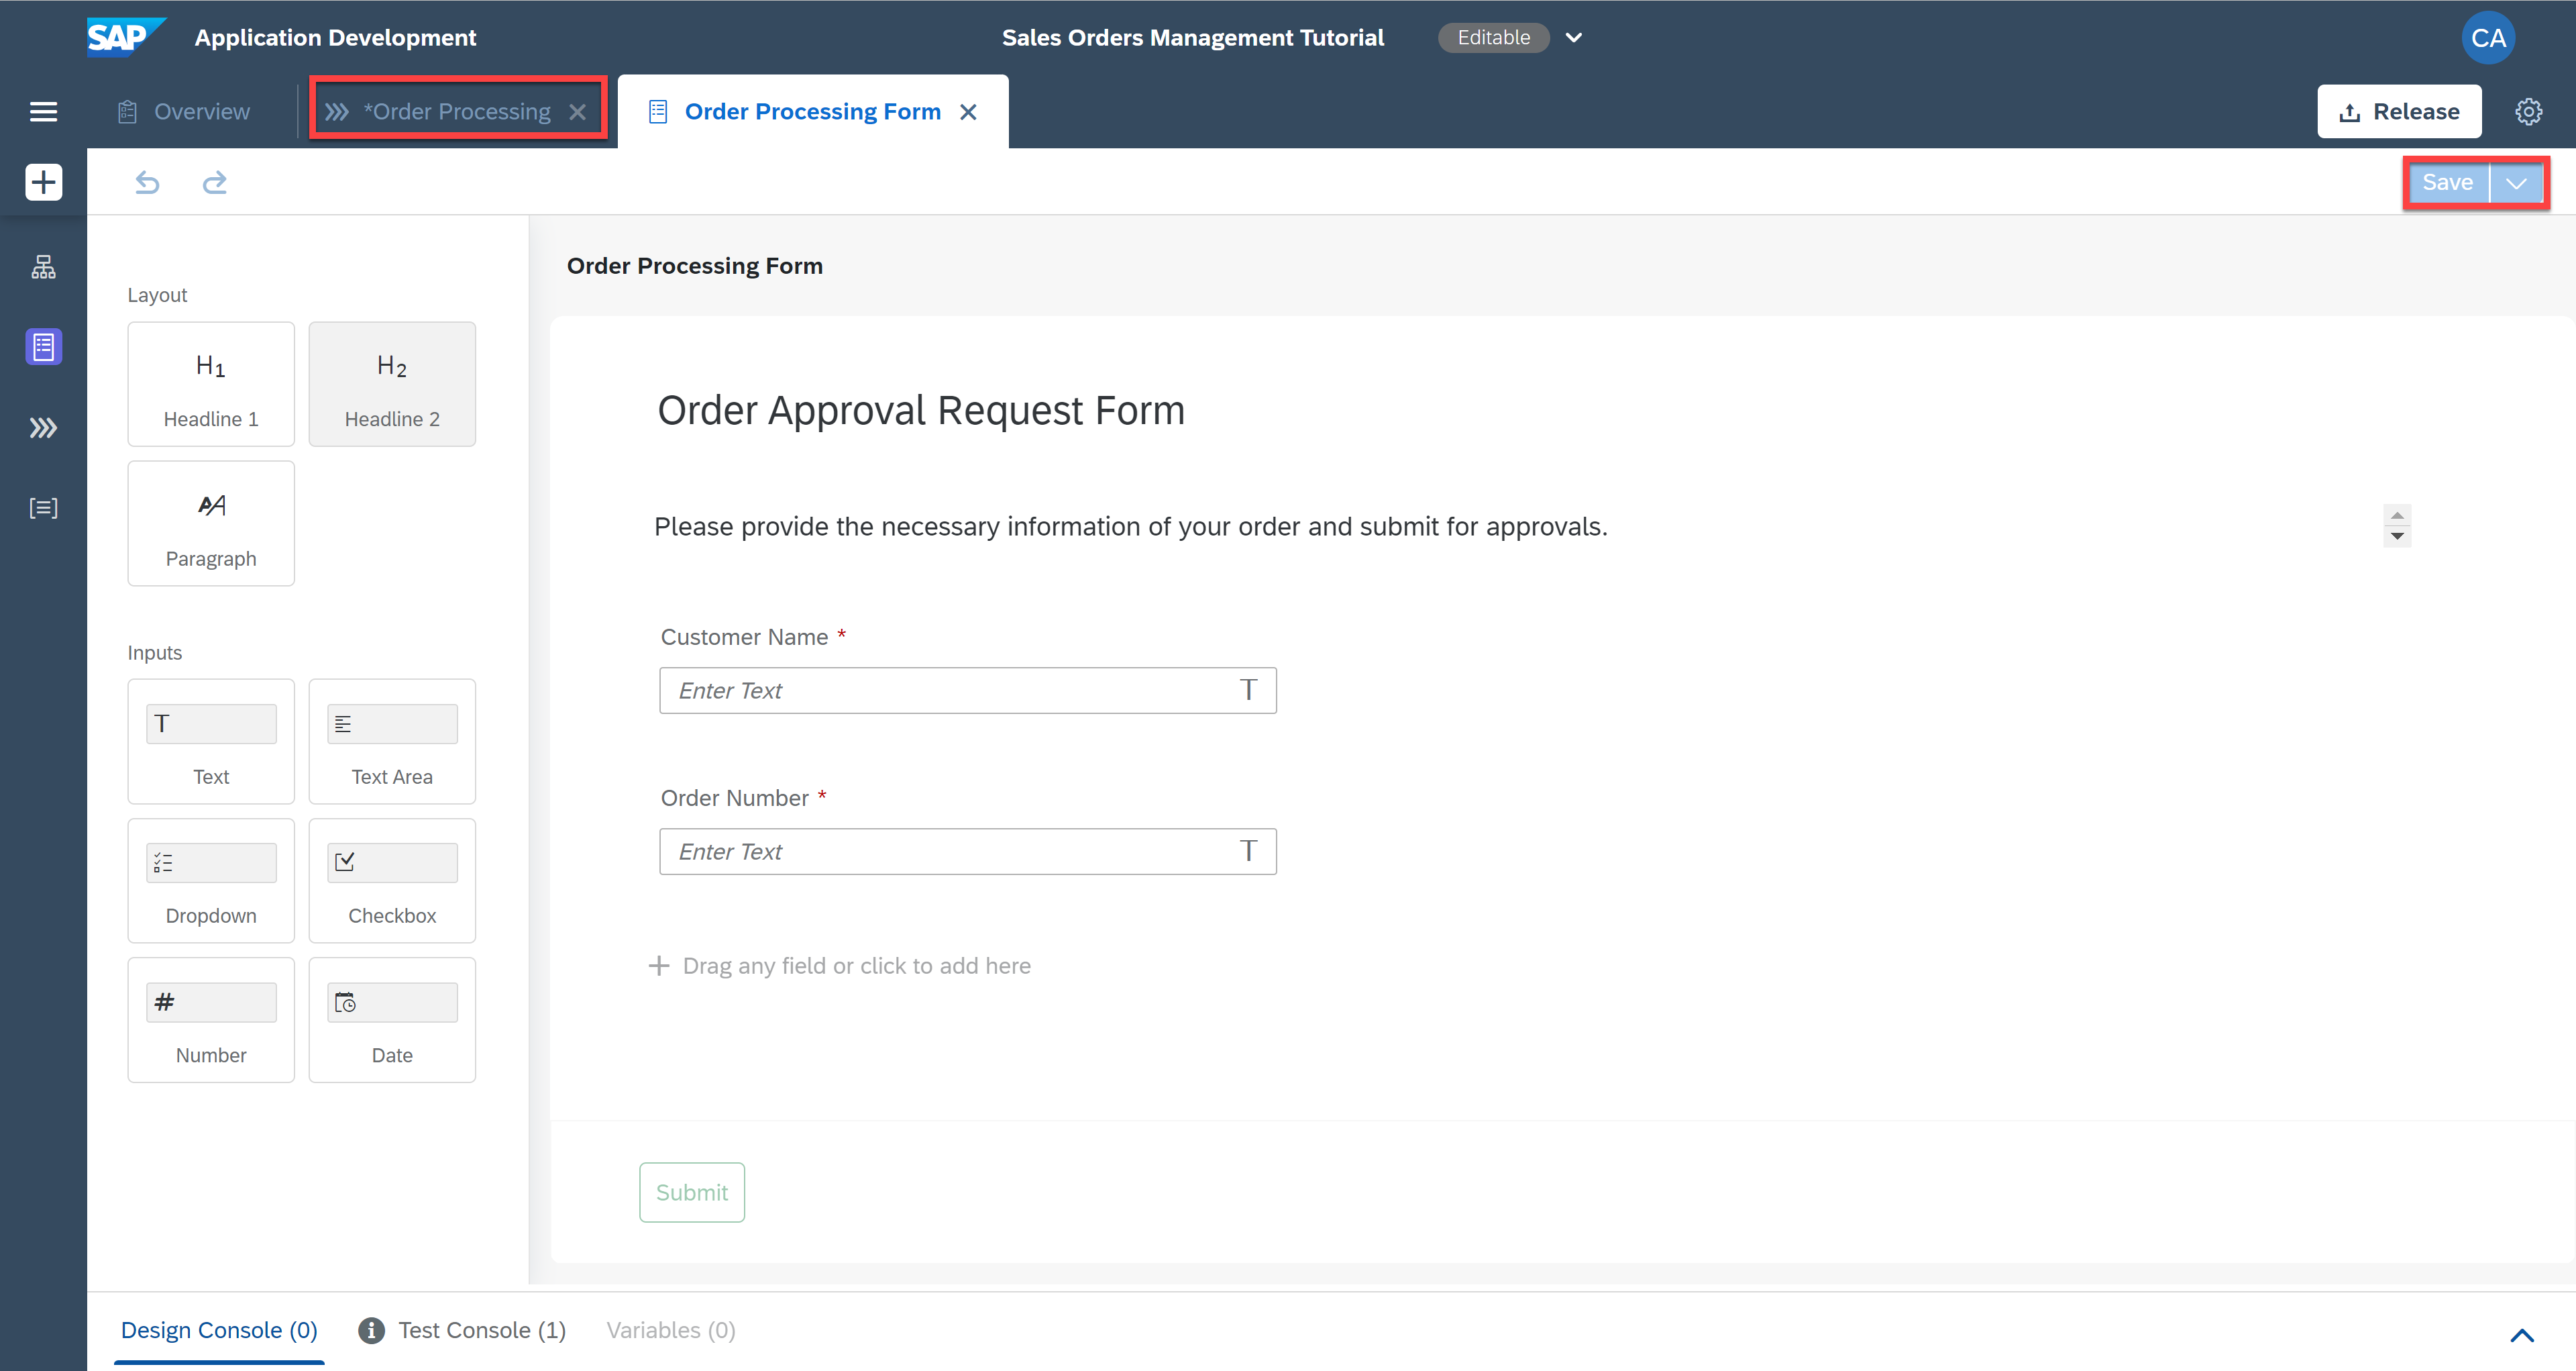 SAP Application Development Sales Orders Management Tutorial Editable CA
Overview *Order Processing Order Processing Form Release
Save
Order Processing Form
Layout
H1 H2
Headline 1 Headline 2
AA
Paragraph
Inputs
T
Text Text Area
Dropdown Checkbox
#
Number Date
Order Approval Request Form
Please provide the necessary information of your order and submit for approvals.
Customer Name *
Enter Text T
Order Number *
Enter Text T
Drag any field or click to add here
Submit
Design Console (0) Test Console (1) Variables (0)